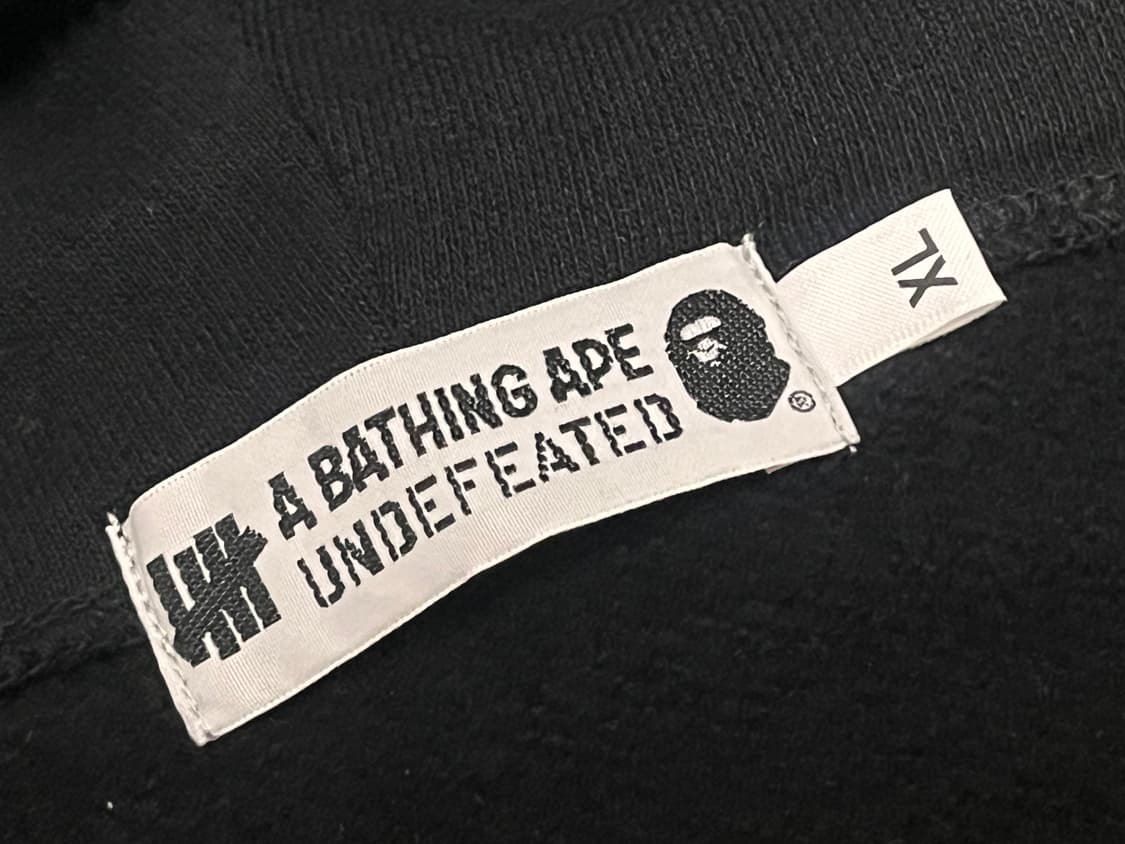 A BATHING APE
UNDEFEATED
®
XL